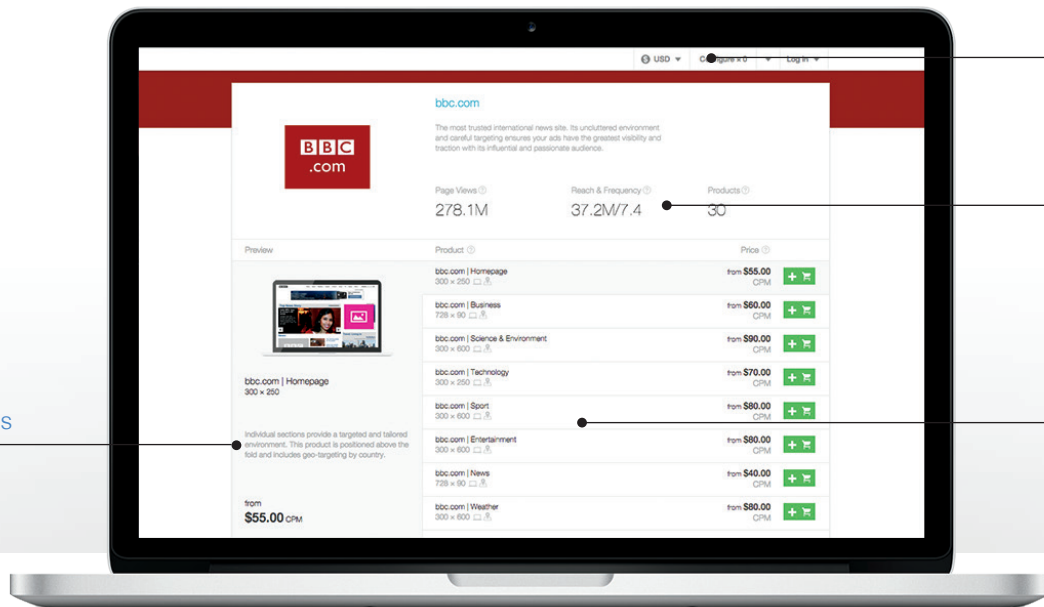 USD
Configure x 0
Log in
BBC
.com
bbc.com
The most trusted international news site. Its uncluttered environment
and careful targeting ensures your ads have the greatest visibility and
traction with its influential and passionate audience.
Page Views
Reach & Frequency
Products
278.1M
37.2M/7.4
30
Preview
Product
Price
bbc.com | Homepage
300 × 250
from $55.00
CPM
bbc.com | Business
728 × 90
from $60.00
CPM
bbc.com | Science & Environment
300 × 600
from $90.00
CPM
bbc.com | Technology
300 × 250
from $70.00
CPM
bbc.com | Sport
300 × 600
from $80.00
CPM
bbc.com | Entertainment
300 × 600
from $80.00
CPM
bbc.com | News
728 × 90
from $40.00
CPM
bbc.com | Weather
300 × 600
from $80.00
CPM
bbc.com | Homepage
300 × 250
Individual sections provide a targeted and tailored
environment. This product is positioned above the
fold and includes geo-targeting by country.
from
$55.00 CPM
S